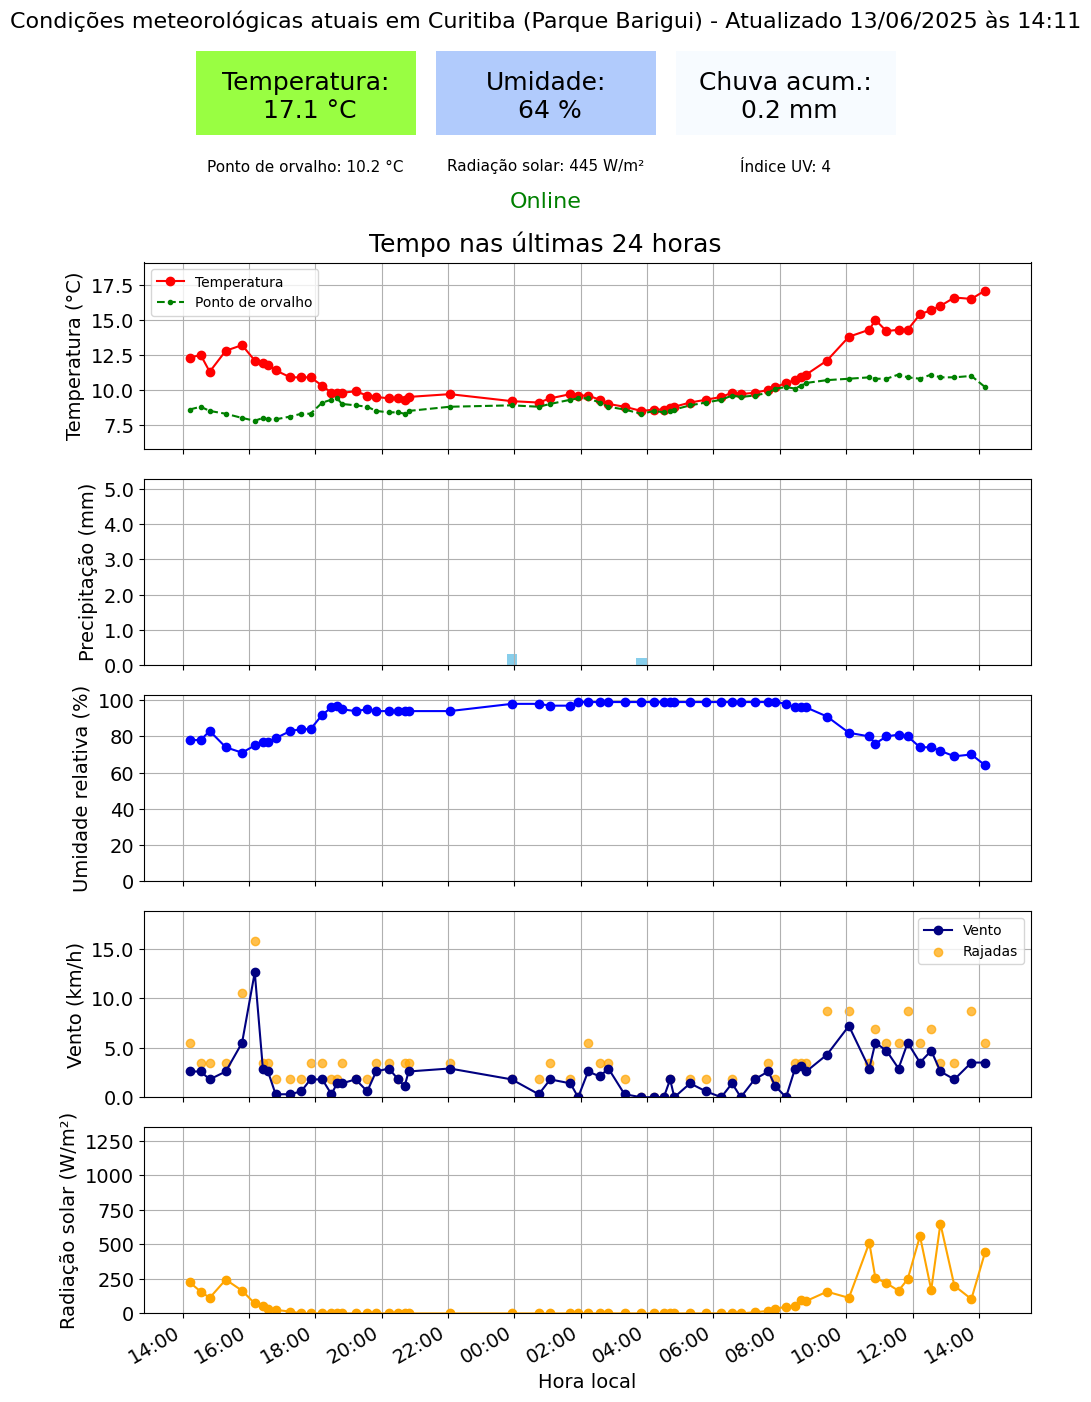 Condições meteorológicas atuais em Curitiba (Parque Barigui) - Atualizado 13/06/2025 às 14:11
Temperatura:
17.1 °C
Umidade:
64 %
Chuva acum.:
0.2 mm
Ponto de orvalho: 10.2 °C
Radiação solar: 445 W/m²
Índice UV: 4
Online
Tempo nas últimas 24 horas
Temperatura (°C)
17.5
15.0
12.5
10.0
7.5
Temperatura
Ponto de orvalho
Precipitação (mm)
5.0
4.0
3.0
2.0
1.0
0.0
Umidade relativa (%)
100
80
60
40
20
0
Vento (km/h)
15.0
10.0
5.0
0.0
Vento
Rajadas
Radiação solar (W/m²)
1250
1000
750
500
250
0
14:00
16:00
18:00
20:00
22:00
00:00
02:00
04:00
06:00
08:00
10:00
12:00
14:00
Hora local